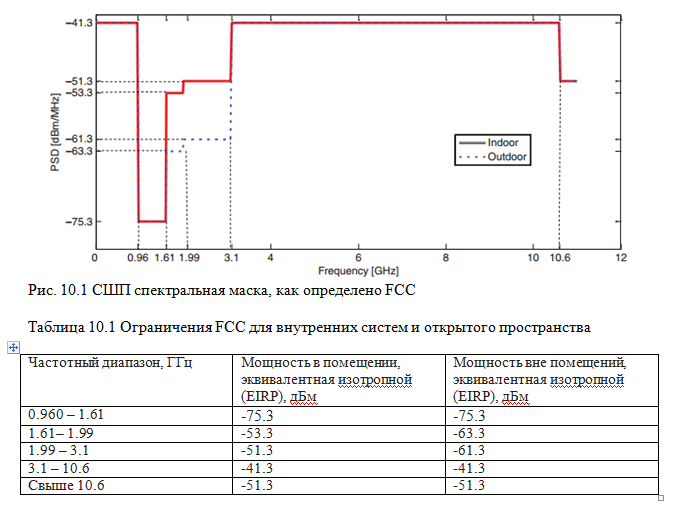 −41.3
−51.3
−53.3
−61.3
−63.3
−75.3
PSD [dBm/MHz]
Indoor
Outdoor
0 0.96 1.61 1.99 3.1 4 6 8 10 10.6 12
Frequency [GHz]
Рис. 10.1 СШП спектральная маска, как определено FCC
Таблица 10.1 Ограничения FCC для внутренних систем и открытого пространства
Частотный диапазон, ГГц
Мощность в помещении,
эквивалентная изотропной
(EIRP), дБм
Мощность вне помещений,
эквивалентная изотропной
(EIRP), дБм
0.960 – 1.61 -75.3 -75.3
1.61– 1.99 -53.3 -63.3
1.99 – 3.1 -51.3 -61.3
3.1 – 10.6 -41.3 -41.3
Свыше 10.6 -51.3 -51.3